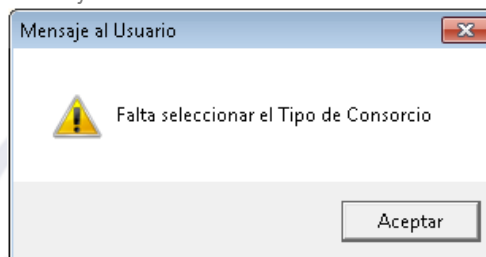 Mensaje al Usuario
Falta seleccionar el Tipo de Consorcio
Aceptar